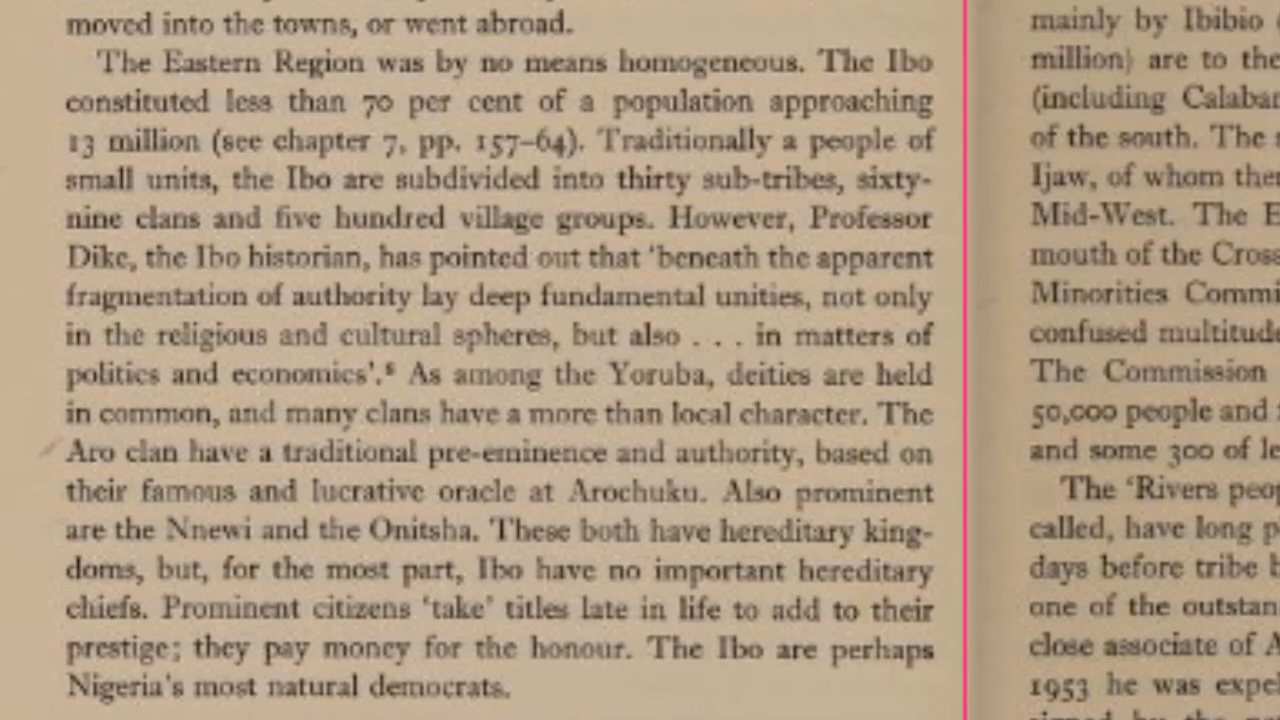 moved into the towns, or went abroad.
The Eastern Region was by no means homogeneous. The Ibo
constituted less than 70 per cent of a population approaching
13 million (see chapter 7, pp. 157–64). Traditionally a people of
small units, the Ibo are subdivided into thirty sub-tribes, sixty-
nine clans and five hundred village groups. However, Professor
Dike, the Ibo historian, has pointed out that 'beneath the apparent
fragmentation of authority lay deep fundamental unities, not only
in the religious and cultural spheres, but also . . . in matters of
politics and economics'. As among the Yoruba, deities are held
in common, and many clans have a more than local character. The
Aro clan have a traditional pre-eminence and authority, based on
their famous and lucrative oracle at Arochuku. Also prominent
are the Nnewi and the Onitsha. These both have hereditary king-
doms, but, for the most part, Ibo have no important hereditary
chiefs. Prominent citizens 'take' titles late in life to add to their
prestige; they pay money for the honour. The Ibo are perhaps
Nigeria's most natural democrats.
mainly by Ibibio
million) are to the
(including Calabar
of the south. The
Ijaw, of whom
Mid-West. The
mouth of the Cross
Minorities
confused
The Commission
50,000 people and
and some 300 of
The 'Rivers
called, have long
days before tribe
one of the
close associate of
1953 he was